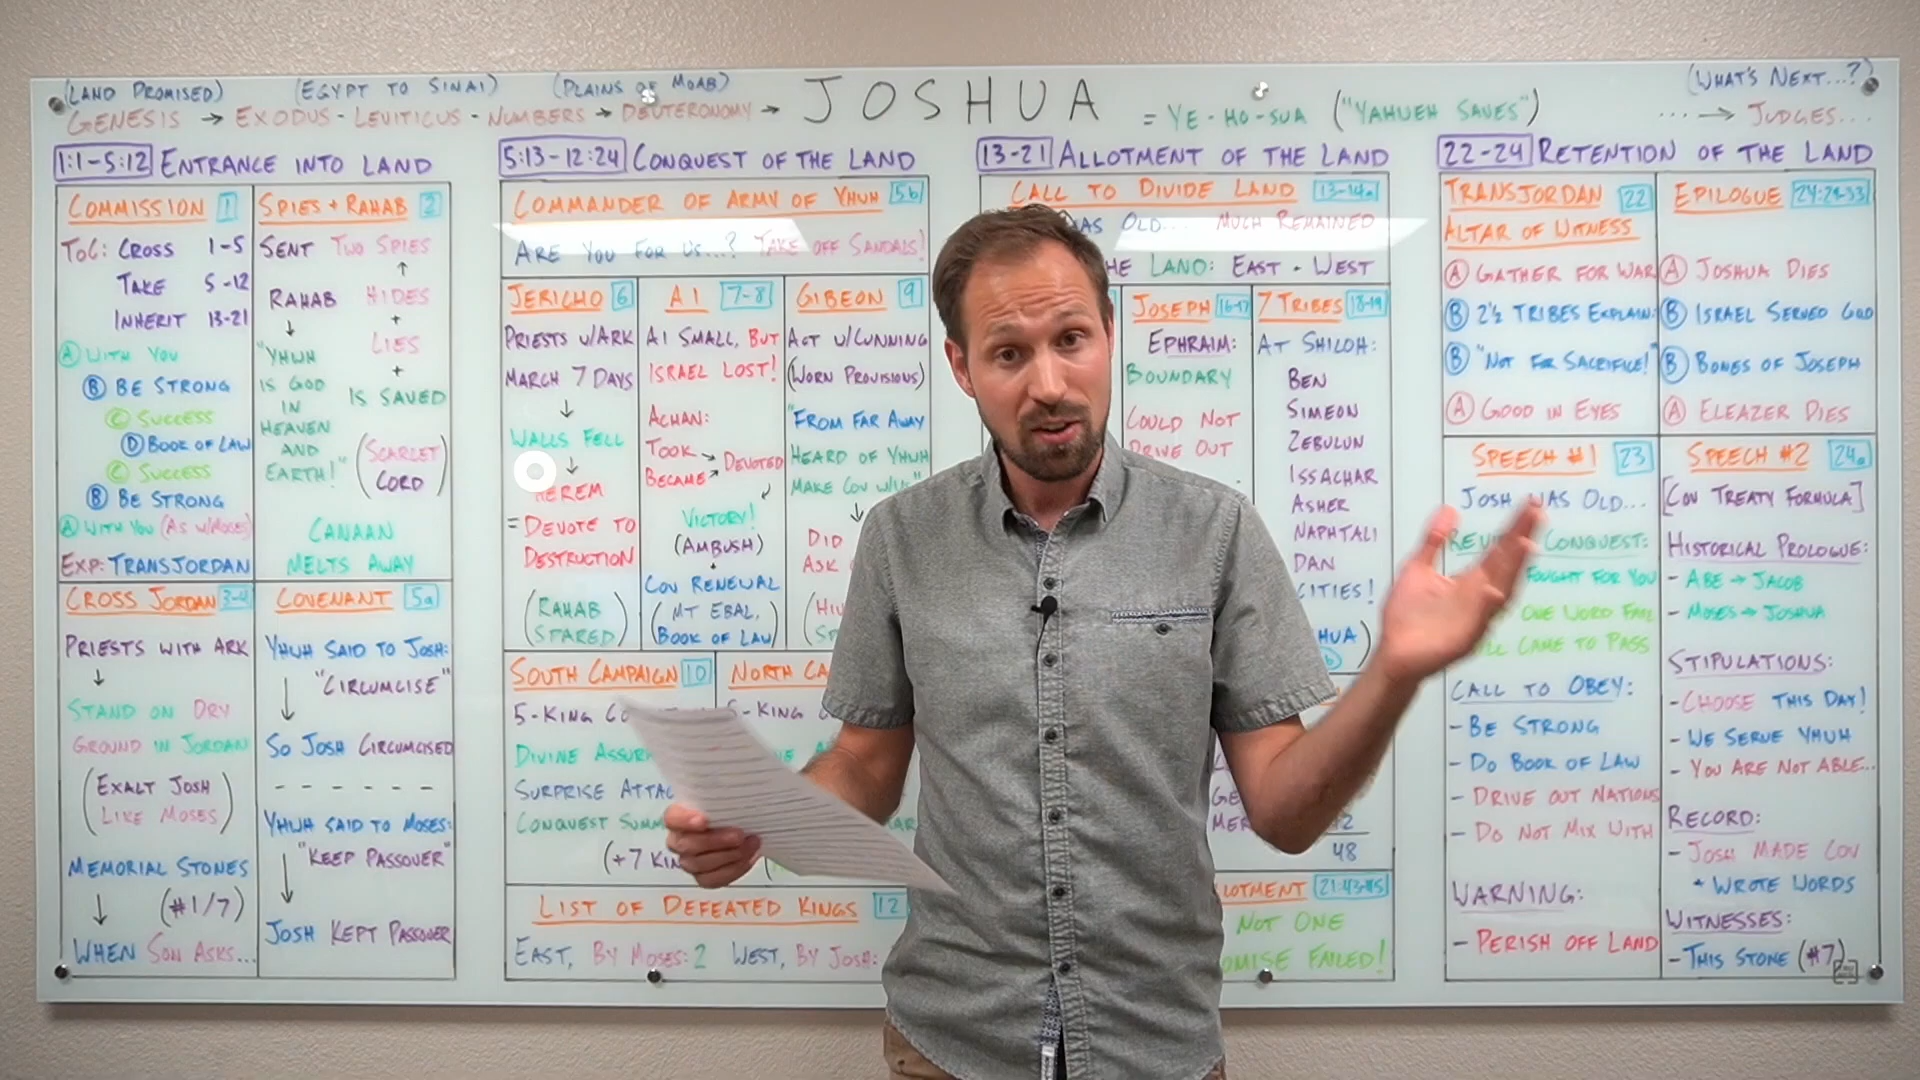 (LAND PROMISED) (EGYPT TO SINAI) (PLAINS OF MOAB) JOSHUA (WHAT'S NEXT...?)
GENESIS → EXODUS - LEVITICUS - NUMBERS → DEUTERONOMY → = YE-HO-SUA ("YAHWEH SAVES") ... → JUDGES...
1:1-5:12 ENTRANCE INTO LAND
COMMISSION 1
TOC: CROSS 1-5
TAKE 5-12
INHERIT 13-21
Ⓐ WITH YOU
Ⓑ BE STRONG
Ⓒ SUCCESS
Ⓓ BOOK OF LAW
Ⓒ SUCCESS
Ⓑ BE STRONG
Ⓐ WITH YOU (AS W/MOSES)
EXP: TRANSJORDAN
SPIES + RAHAB 2
SENT TWO SPIES
↑
RAHAB HIDES
↓ +
LIES
+
IS SAVED
"YHWH
IS GOD
IN
HEAVEN
AND
EARTH!"
(SCARLET
CORD)
CANAAN
MELTS AWAY
CROSS JORDAN 3-4
PRIESTS WITH ARK
↓
STAND ON DRY
GROUND IN JORDAN
(EXALT JOSH
LIKE MOSES)
MEMORIAL STONES
↓ (#1/7)
WHEN SON ASKS...
COVENANT 5a
YHWH SAID TO JOSH:
"CIRCUMCISE"
↓
SO JOSH CIRCUMCISED
- - - - - -
YHWH SAID TO MOSES:
"KEEP PASSOVER"
↓
JOSH KEPT PASSOVER
5:13-12:24 CONQUEST OF THE LAND
COMMANDER OF ARMY OF YHWH 5b
ARE YOU FOR US...? TAKE OFF SANDALS!
JERICHO 6
PRIESTS W/ARK
MARCH 7 DAYS
↓
WALLS FELL
↓
HEREM
= DEVOTE TO
DESTRUCTION
(RAHAB
SPARED)
AI 7-8
AI SMALL, BUT
ISRAEL LOST!
ACHAN:
TOOK → DEVOTED
BECAME ↗
VICTORY!
(AMBUSH)
COV RENEWAL
(MT EBAL,
BOOK OF LAW)
GIBEON 9
ACT W/CUNNING
(WORN PROVISIONS)
"FROM FAR AWAY
HEARD OF YHWH
MAKE COV
↓
DID
ASK
SOUTH CAMPAIGN 10
5-KING
DIVINE
SURPRISE
CONQUEST
(+7
NORTH
-KING
LIST OF DEFEATED KINGS 12
EAST, BY MOSES: 2 WEST, BY JOSH:
13-21 ALLOTMENT OF THE LAND
CALL TO DIVIDE LAND 13-14a
OLD... MUCH REMAINED
LAND: EAST + WEST
JOSEPH 16-17
EPHRAIM:
BOUNDARY
COULD NOT
DRIVE OUT
7 TRIBES 18-19
AT SHILOH:
BEN
SIMEON
ZEBULUN
ISSACHAR
ASHER
NAPHTALI
DAN
CITIES!
48
21:43-45
NOT ONE
FAILED!
22-24 RETENTION OF THE LAND
TRANSJORDAN 22
ALTAR OF WITNESS
Ⓐ GATHER FOR WAR
Ⓑ 2½ TRIBES EXPLAIN:
Ⓑ "NOT FOR SACRIFICE!"
Ⓐ GOOD IN EYES
EPILOGUE 24:29-33
Ⓐ JOSHUA DIES
Ⓑ ISRAEL SERVED GOD
Ⓑ BONES OF JOSEPH
Ⓐ ELEAZER DIES
SPEECH #1 23
JOSH WAS OLD...
CONQUEST:
FOUGHT FOR YOU
ONE WORD FAIL
CAME TO PASS
CALL TO OBEY:
- BE STRONG
- DO BOOK OF LAW
- DRIVE OUT NATIONS
- DO NOT MIX WITH
WARNING:
- PERISH OFF LAND
SPEECH #2 24a
[COV TREATY FORMULA]
HISTORICAL PROLOGUE:
- ABE → JACOB
- MOSES → JOSHUA
STIPULATIONS:
- CHOOSE THIS DAY!
- WE SERVE YHWH
- YOU ARE NOT ABLE...
RECORD:
- JOSH MADE COV
+ WROTE WORDS
WITNESSES:
- THIS STONE (#7)